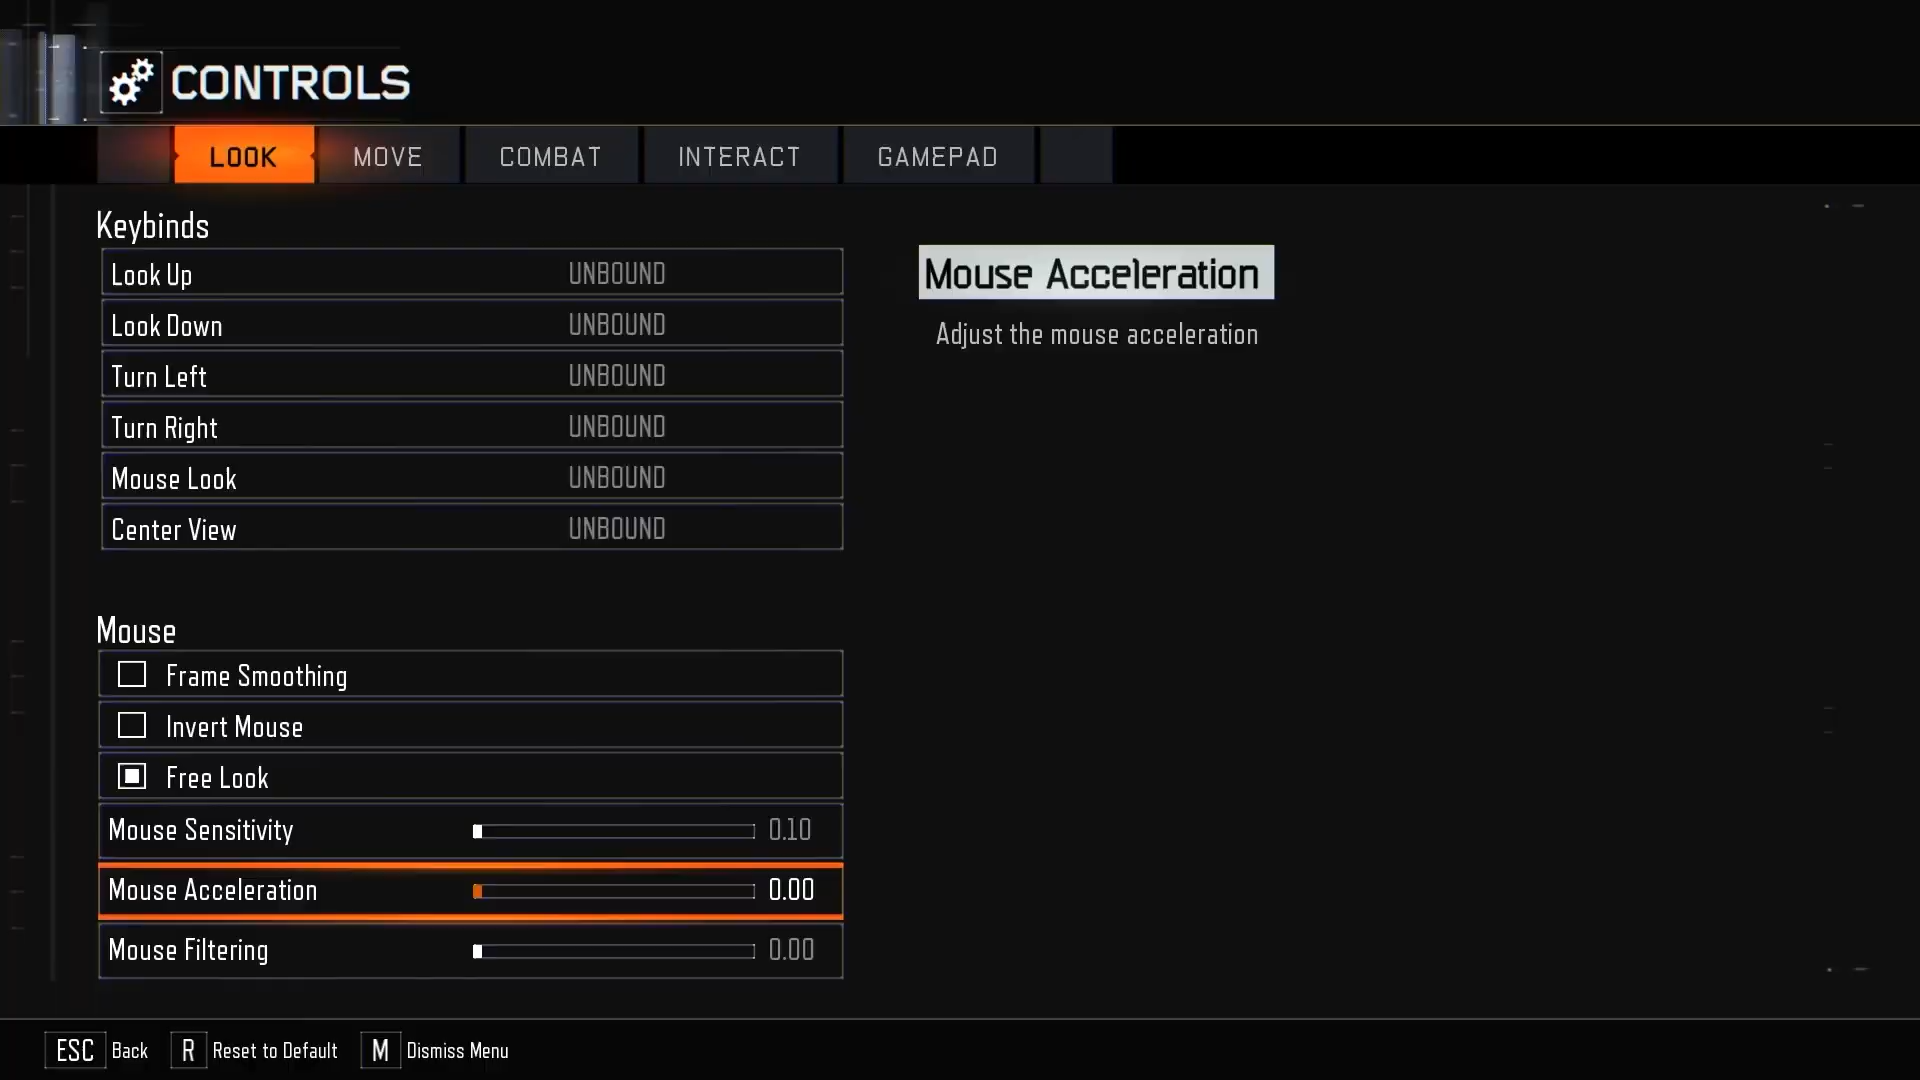 CONTROLS
LOOK MOVE COMBAT INTERACT GAMEPAD
Keybinds
Look Up UNBOUND
Look Down UNBOUND
Turn Left UNBOUND
Turn Right UNBOUND
Mouse Look UNBOUND
Center View UNBOUND
Mouse
Frame Smoothing
Invert Mouse
Free Look
Mouse Sensitivity 0.10
Mouse Acceleration 0.00
Mouse Filtering 0.00
Mouse Acceleration
Adjust the mouse acceleration
ESC Back R Reset to Default M Dismiss Menu